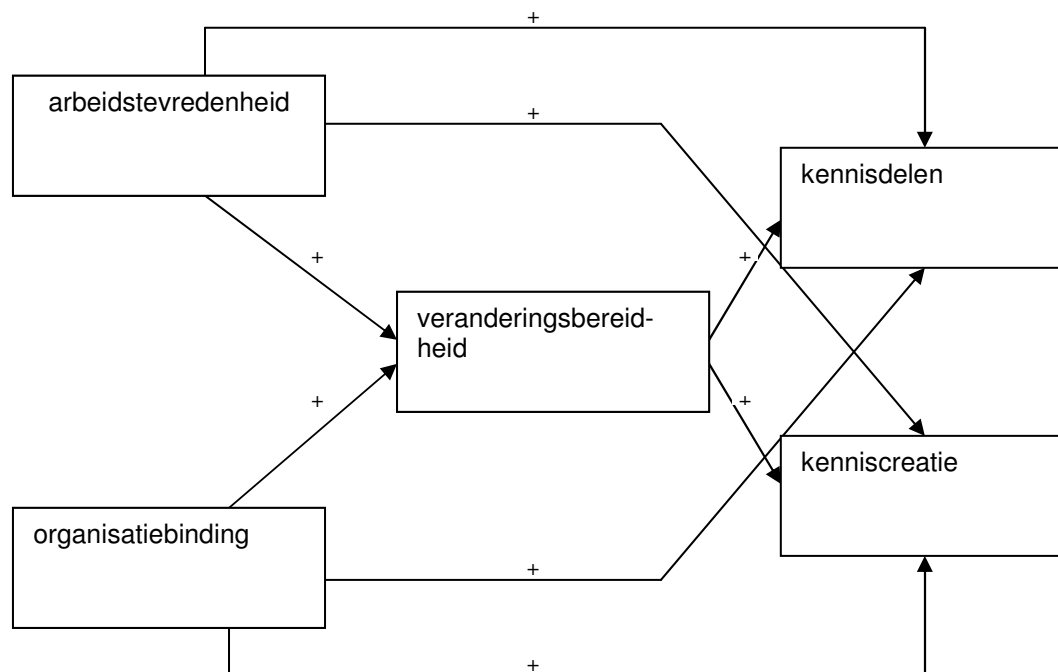 +
arbeidstevredenheid
+
kennisdelen
+
+
veranderingsbereid-
heid
+
+
kenniscreatie
organisatiebinding
+
+